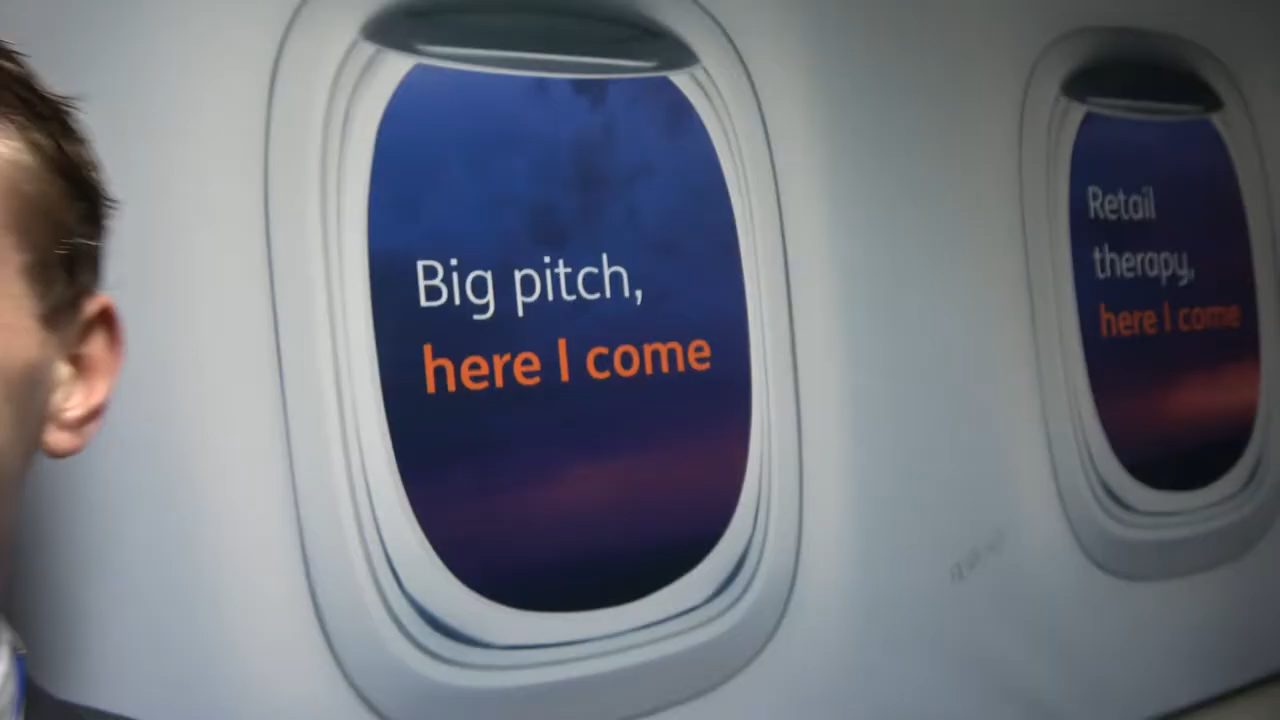 Big pitch,
here I come
Retail
therapy,
here I come